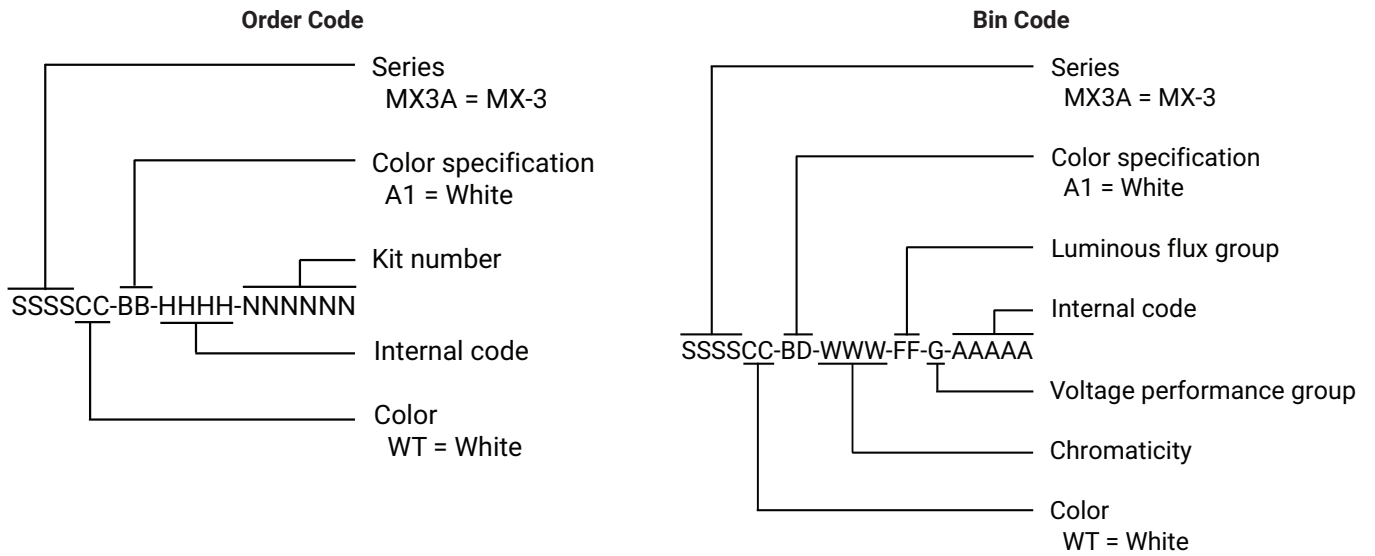 Order Code
Series
MX3A = MX-3
Color specification
A1 = White
Kit number
SSSSCC-BB-HHHH-NNNNNN
Internal code
Color
WT = White
Bin Code
Series
MX3A = MX-3
Color specification
A1 = White
Luminous flux group
Internal code
SSSSCC-BD-WWW-FF-G-AAAAA
Voltage performance group
Chromaticity
Color
WT = White